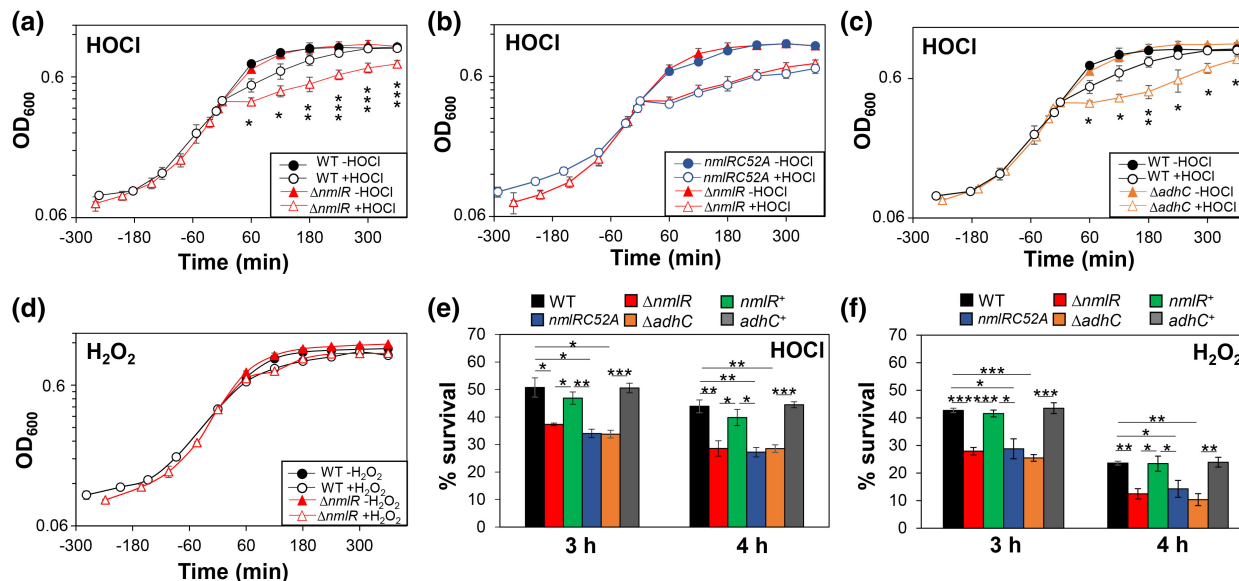 (a)
HOCl
OD600
0.6
0.06
-300 -180 -60 60 180 300
Time (min)
* * ** *** *** ***
WT -HOCl
WT +HOCl
ΔnmlR -HOCl
ΔnmlR +HOCl
(b)
HOCl
OD600
0.6
0.06
-300 -180 -60 60 180 300
Time (min)
nmlRC52A -HOCl
nmlRC52A +HOCl
ΔnmlR -HOCl
ΔnmlR +HOCl
(c)
HOCl
OD600
0.6
0.06
-300 -180 -60 60 180 300
Time (min)
* * ** * * *
WT -HOCl
WT +HOCl
ΔadhC -HOCl
ΔadhC +HOCl
(d)
H2O2
OD600
0.6
0.06
-300 -180 -60 60 180 300
Time (min)
WT -H2O2
WT +H2O2
ΔnmlR -H2O2
ΔnmlR +H2O2
(e)
WT ΔnmlR nmlR+
nmlRC52A ΔadhC adhC+
HOCl
% survival
70
60
50
40
30
20
10
0
*
*
* * ** ***
**
**
** * * ***
3 h 4 h
(f)
WT ΔnmlR nmlR+
nmlRC52A ΔadhC adhC+
H2O2
% survival
70
60
50
40
30
20
10
0
***
*
*** *** * ***
**
*
** * * **
3 h 4 h